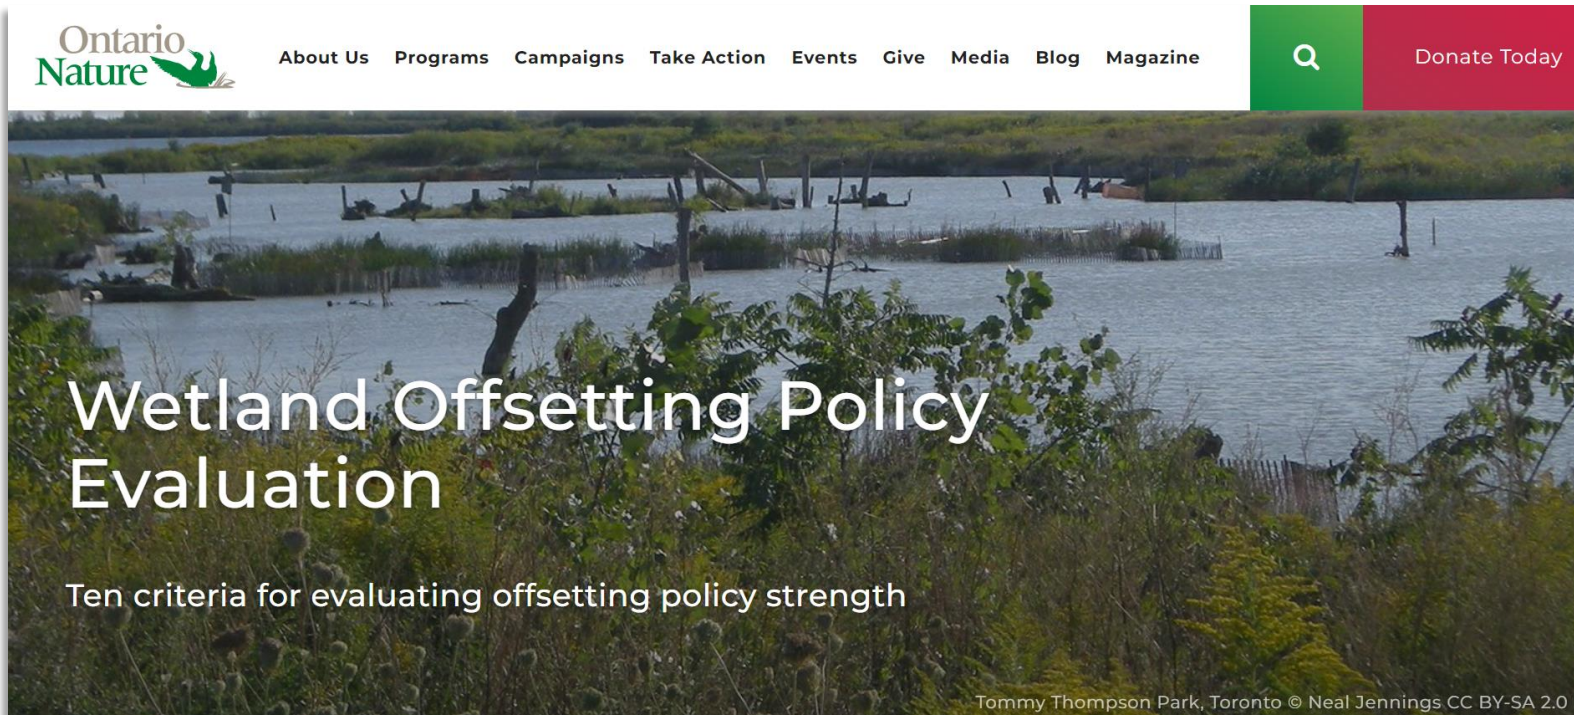 Ontario
Nature
About Us Programs Campaigns Take Action Events Give Media Blog Magazine
Donate Today
Wetland Offsetting Policy
Evaluation
Ten criteria for evaluating offsetting policy strength
Tommy Thompson Park, Toronto © Neal Jennings CC BY-SA 2.0